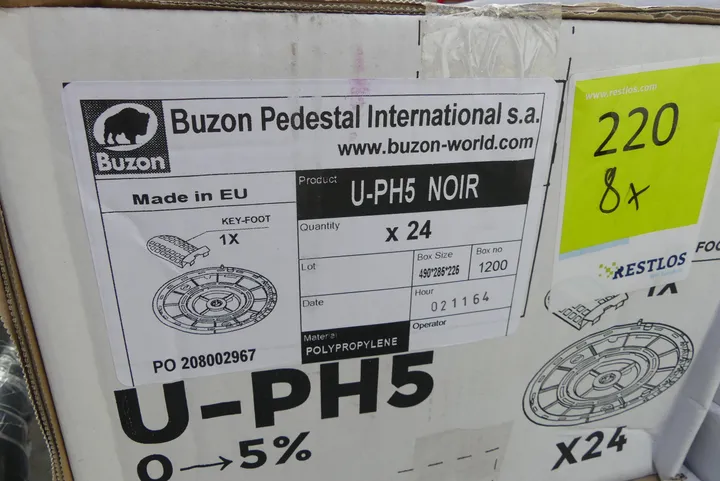 Buzon
Buzon Pedestal International s.a.
www.buzon-world.com
Made in EU
KEY-FOOT
1X
PO 208002967
Product
U-PH5 NOIR
Quantity
x 24
Lot
Box Size
490*285*225
Box no
1200
Date
Hour
021164
Material
POLYPROPYLENE
Operator
www.restlos.com
220
8x
RESTLOS
U-PH5
0→5%
1X
X24